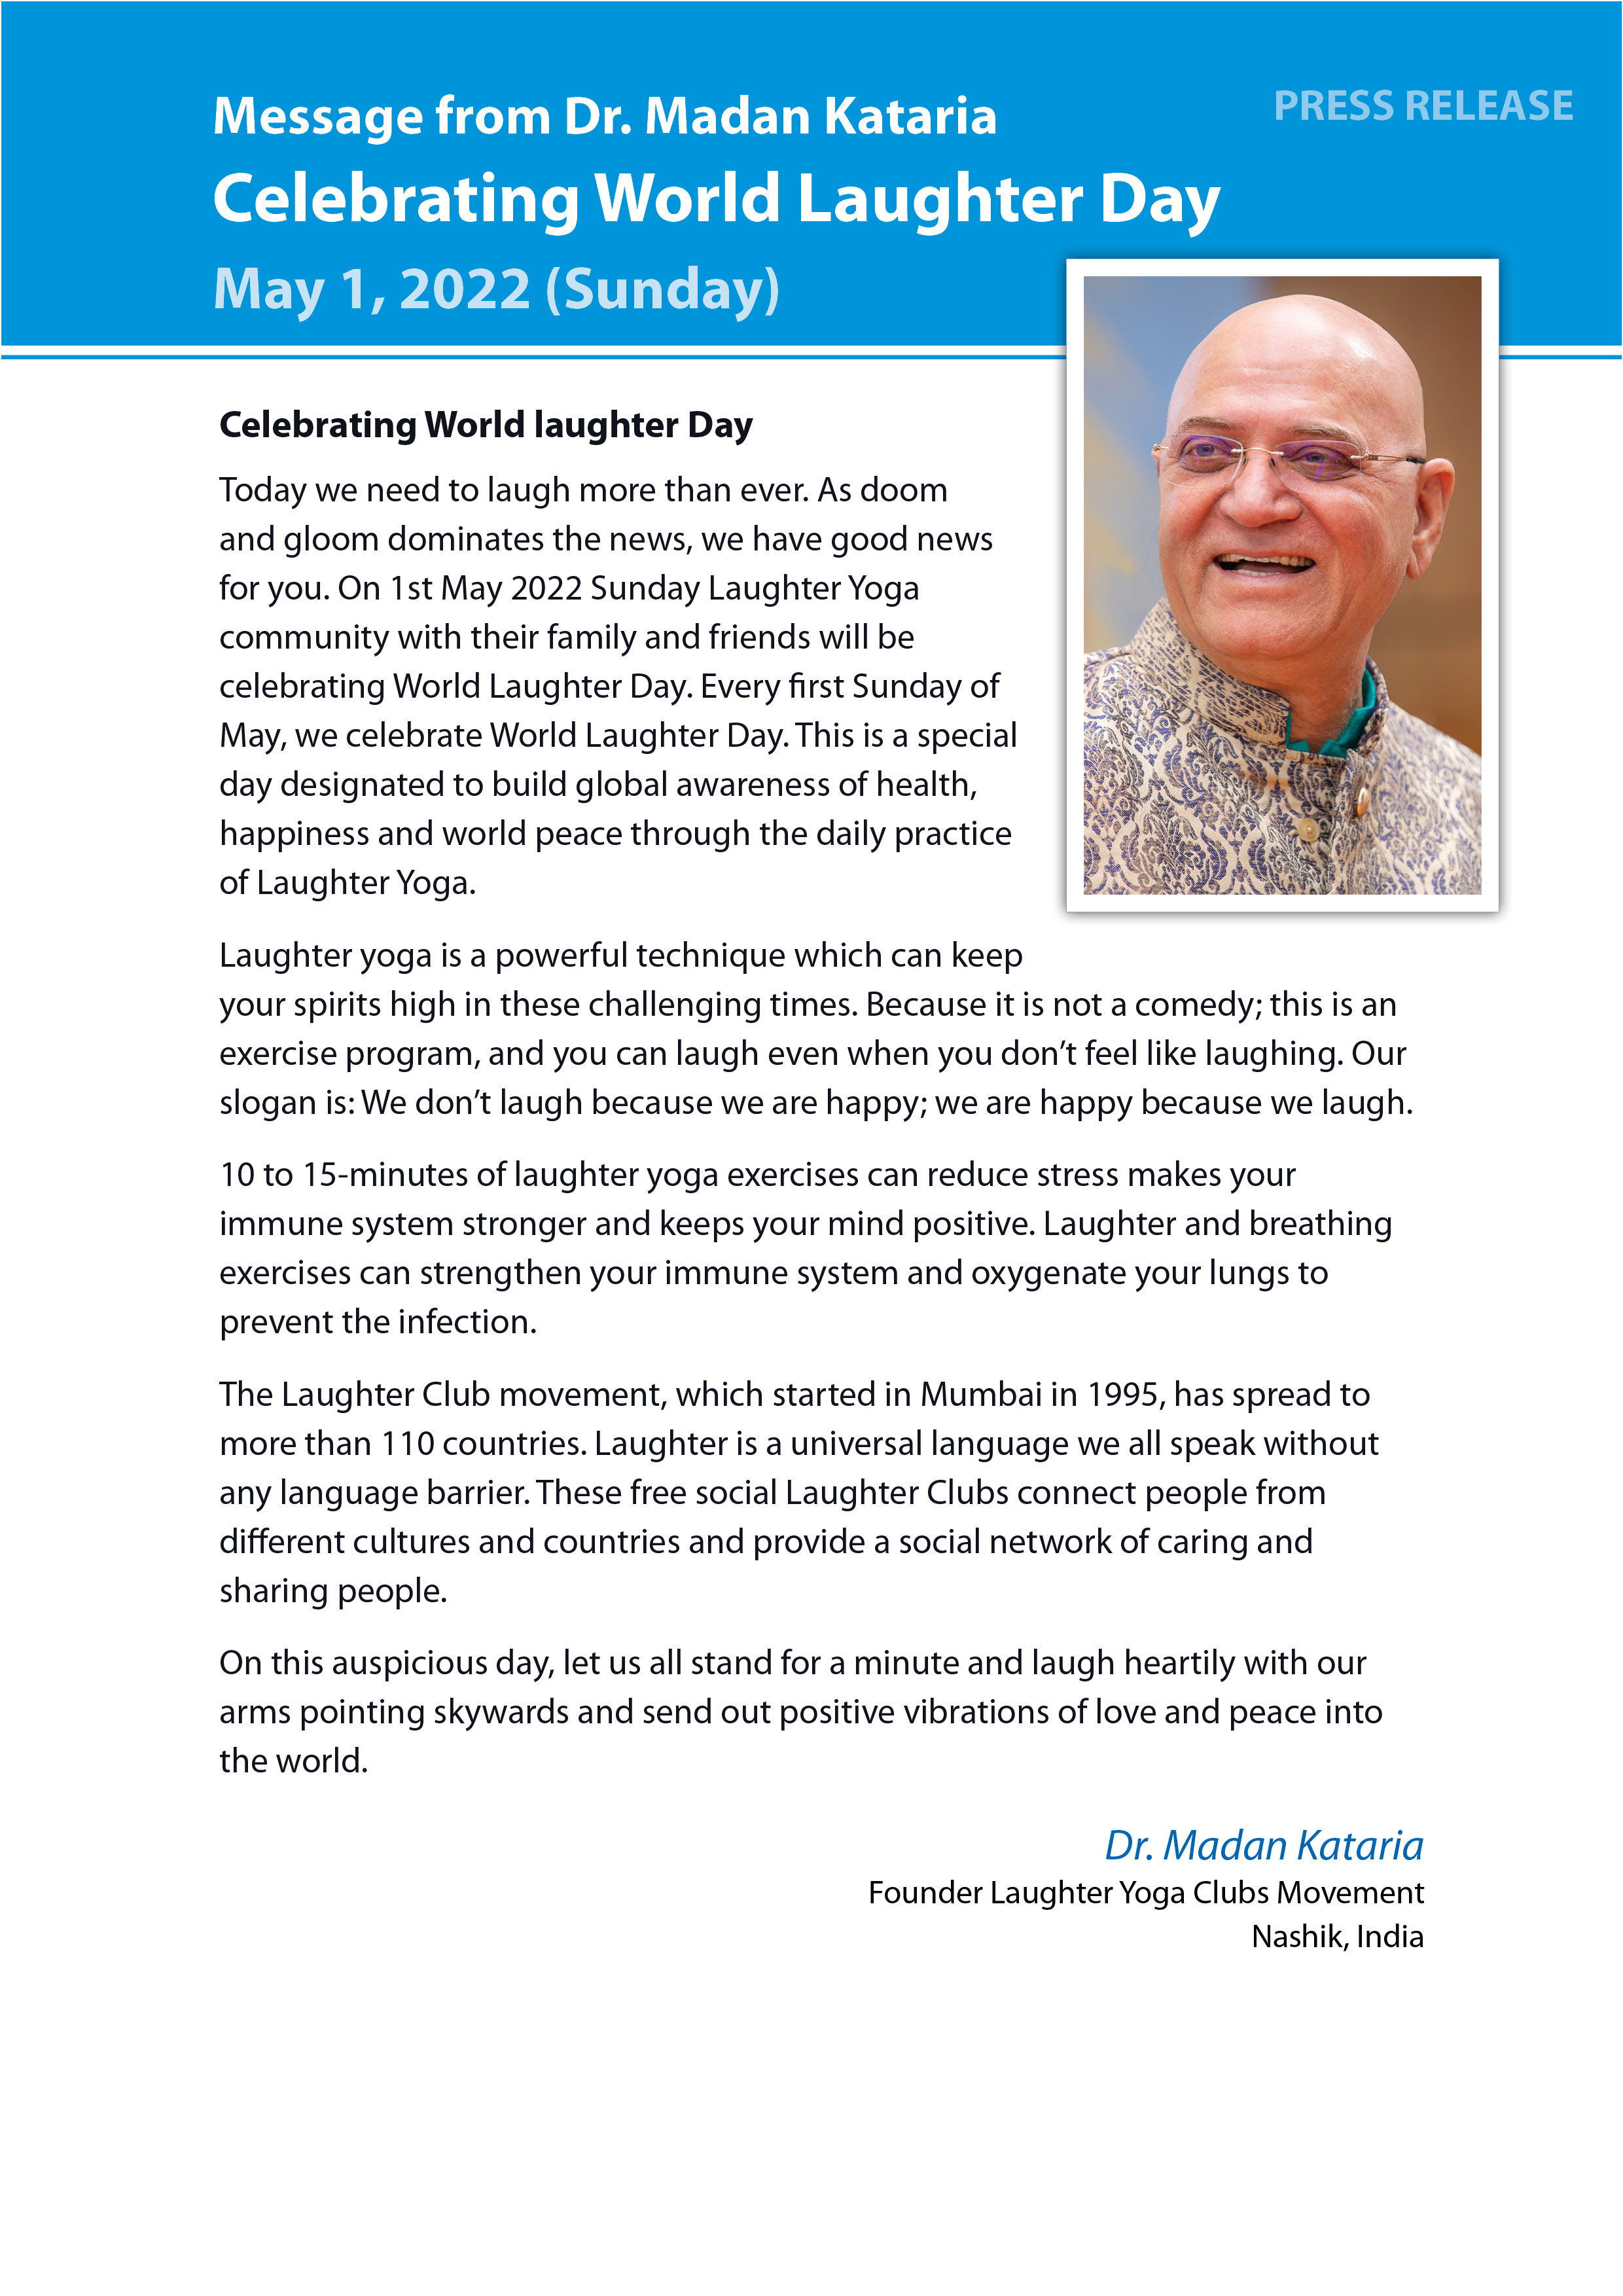 Message from Dr. Madan Kataria
PRESS RELEASE
Celebrating World Laughter Day
May 1, 2022 (Sunday)
Celebrating World laughter Day
Today we need to laugh more than ever. As doom
and gloom dominates the news, we have good news
for you. On 1st May 2022 Sunday Laughter Yoga
community with their family and friends will be
celebrating World Laughter Day. Every first Sunday of
May, we celebrate World Laughter Day. This is a special
day designated to build global awareness of health,
happiness and world peace through the daily practice
of Laughter Yoga.
Laughter yoga is a powerful technique which can keep
your spirits high in these challenging times. Because it is not a comedy; this is an
exercise program, and you can laugh even when you don’t feel like laughing. Our
slogan is: We don’t laugh because we are happy; we are happy because we laugh.
10 to 15-minutes of laughter yoga exercises can reduce stress makes your
immune system stronger and keeps your mind positive. Laughter and breathing
exercises can strengthen your immune system and oxygenate your lungs to
prevent the infection.
The Laughter Club movement, which started in Mumbai in 1995, has spread to
more than 110 countries. Laughter is a universal language we all speak without
any language barrier. These free social Laughter Clubs connect people from
different cultures and countries and provide a social network of caring and
sharing people.
On this auspicious day, let us all stand for a minute and laugh heartily with our
arms pointing skywards and send out positive vibrations of love and peace into
the world.
Dr. Madan Kataria
Founder Laughter Yoga Clubs Movement
Nashik, India